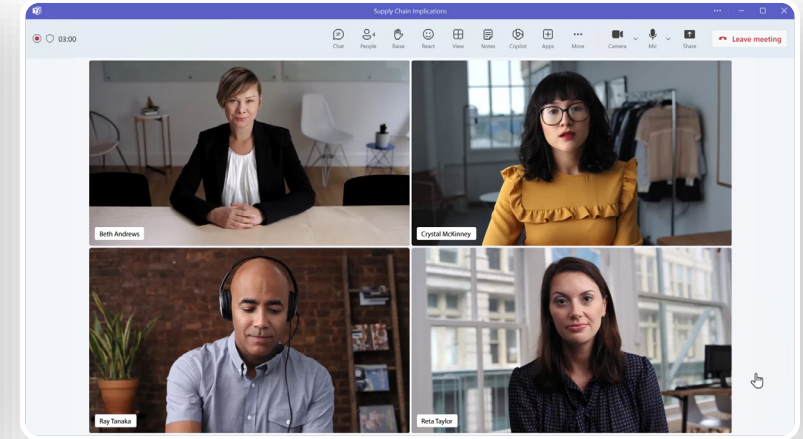 Supply Chain Implications
03:00
Chat
People
4
Raise
React
View
Notes
Copilot
Apps
More
Camera
Mic
Share
Leave meeting
Beth Andrews
Crystal McKinney
Ray Tanaka
Reta Taylor